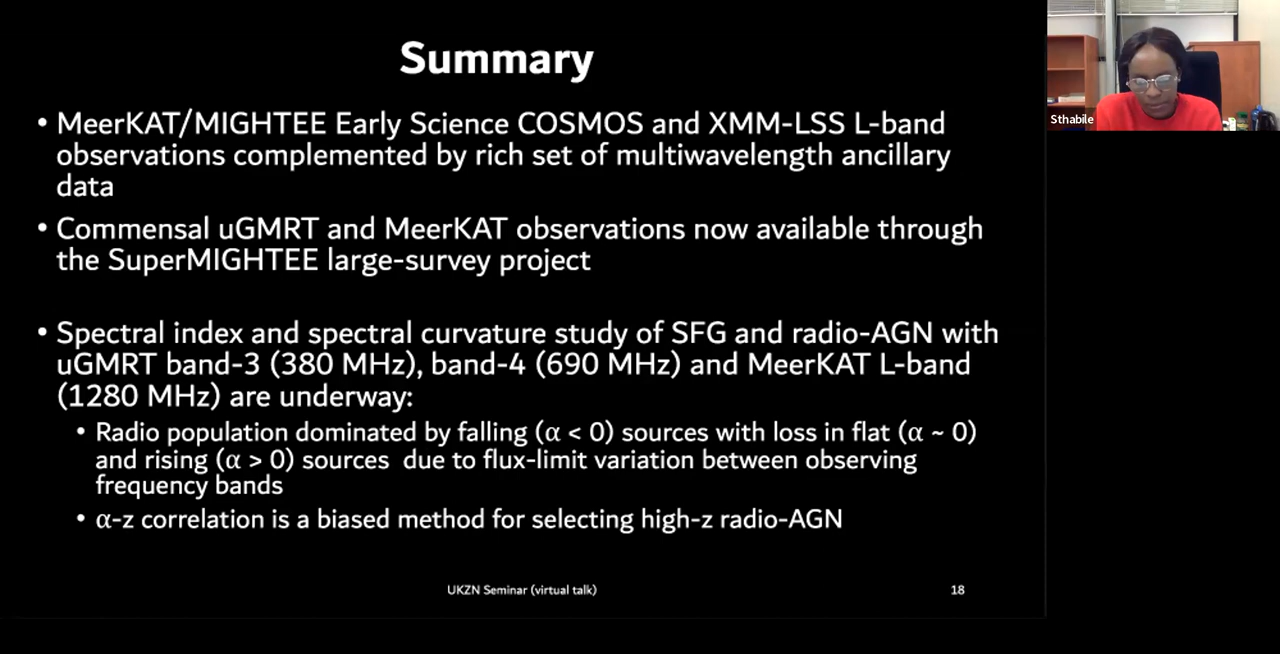 Summary
• MeerKAT/MIGHTEE Early Science COSMOS and XMM-LSS L-band
observations complemented by rich set of multiwavelength ancillary
data
• Commensal uGMRT and MeerKAT observations now available through
the SuperMIGHTEE large-survey project
• Spectral index and spectral curvature study of SFG and radio-AGN with
uGMRT band-3 (380 MHz), band-4 (690 MHz) and MeerKAT L-band
(1280 MHz) are underway:
• Radio population dominated by falling (α < 0) sources with loss in flat (α ~ 0)
and rising (α > 0) sources due to flux-limit variation between observing
frequency bands
• α-z correlation is a biased method for selecting high-z radio-AGN
UKZN Seminar (virtual talk)
18
Sthabile